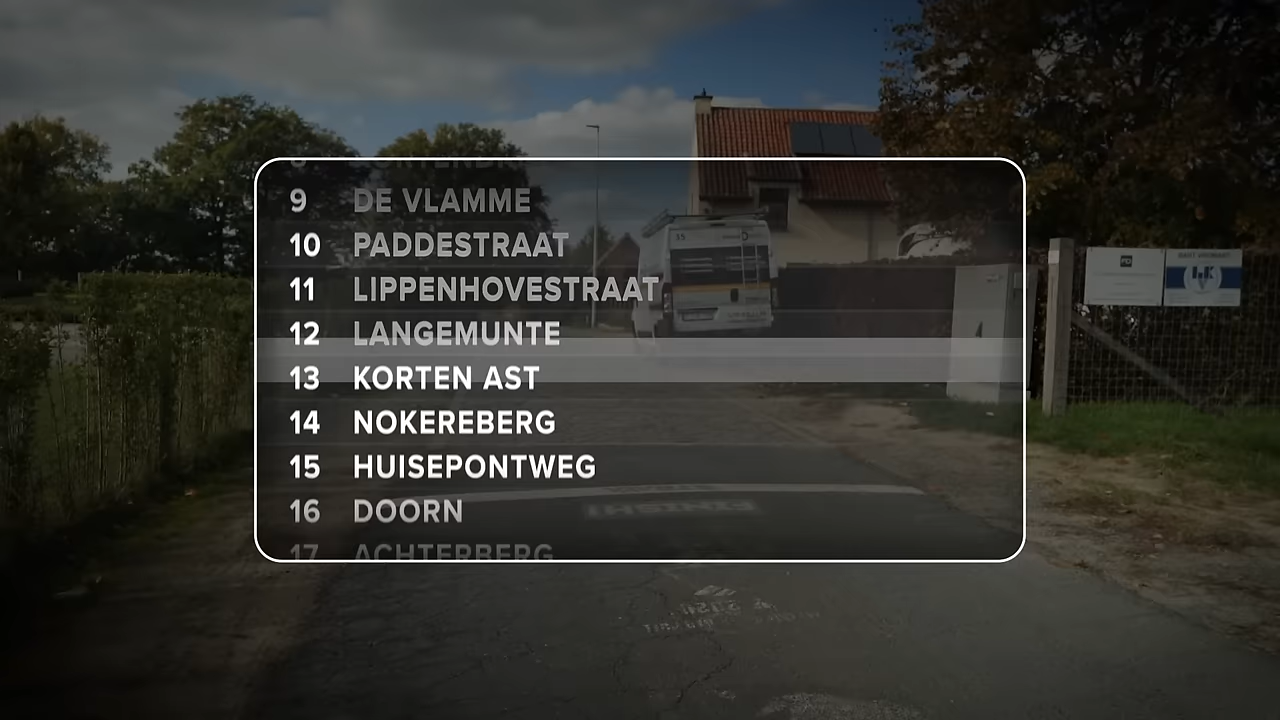 9 DE VLAMME
10 PADDESTRAAT
11 LIPPENHOVESTRAAT
12 LANGEMUNTE
13 KORTEN AST
14 NOKEREBERG
15 HUISEPONTWEG
16 DOORN
17 ACHTERBERG